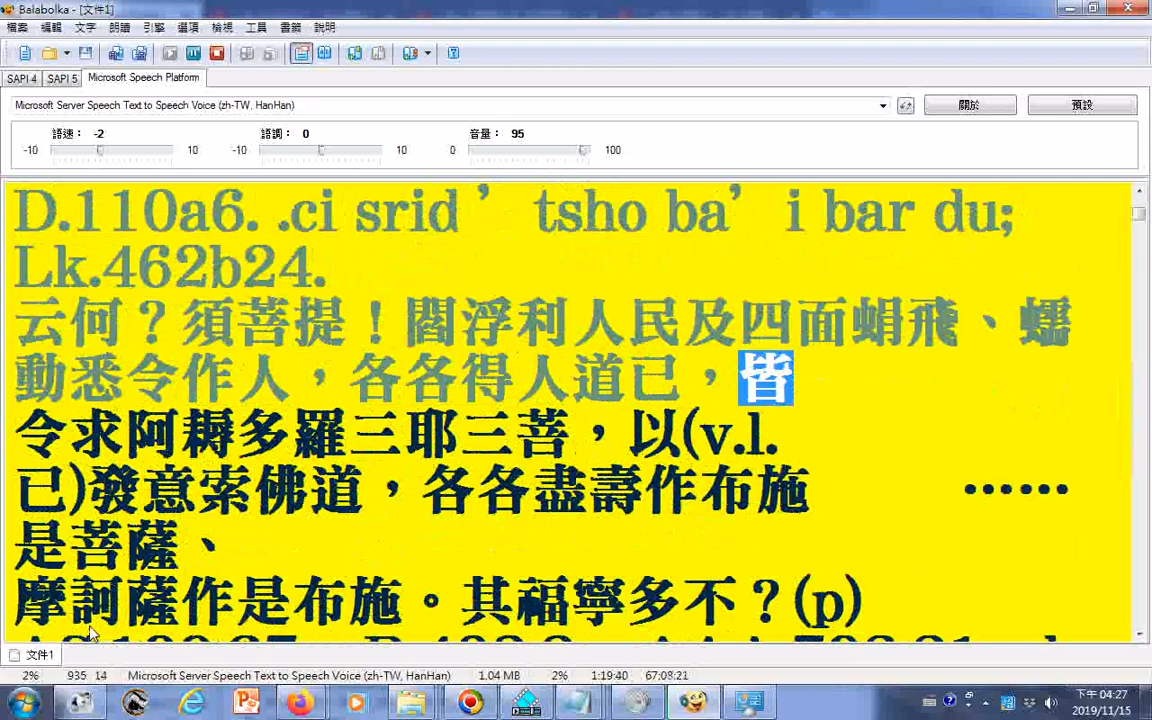 Balabolka - [文件1]
檔案 編輯 文字 朗讀 引擎 選項 檢視 工具 書籤 說明
SAPI 4 SAPI 5 Microsoft Speech Platform
Microsoft Server Speech Text to Speech Voice (zh-TW, HanHan) 關於 預設
語速： -2 語調： 0 音量： 95
-10 10 -10 10 0 100
D.110a6. .ci srid ’ tsho ba’ i bar du;
Lk.462b24.
云何？須菩提！閻浮利人民及四面蜎飛、蠕
動悉令作人，各各得人道已，皆
令求阿耨多羅三耶三菩，以(v.l.
已)發意索佛道，各各盡壽作布施 ……
是菩薩、
摩訶薩作是布施。其福寧多不？(p)
文件1
2% 935 14 Microsoft Server Speech Text to Speech Voice (zh-TW, HanHan) 1.04 MB 2% 1:19:40 67:08:21
下午 04:27
2019/11/15